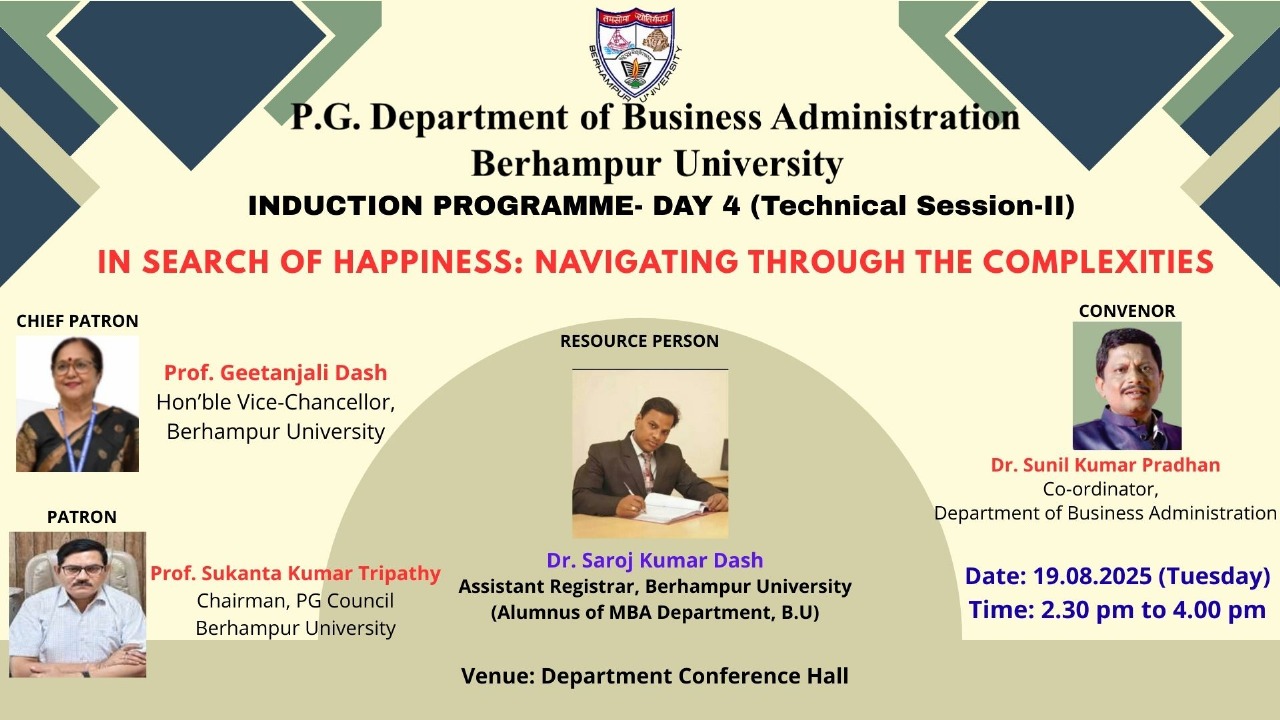 तमसोमा ज्योतिर्गमय
BERHAMPUR UNIVERSITY
P.G. Department of Business Administration
Berhampur University
INDUCTION PROGRAMME- DAY 4 (Technical Session-II)
IN SEARCH OF HAPPINESS: NAVIGATING THROUGH THE COMPLEXITIES
CHIEF PATRON
Prof. Geetanjali Dash
Hon’ble Vice-Chancellor,
Berhampur University
PATRON
Prof. Sukanta Kumar Tripathy
Chairman, PG Council
Berhampur University
RESOURCE PERSON
Dr. Saroj Kumar Dash
Assistant Registrar, Berhampur University
(Alumnus of MBA Department, B.U)
CONVENOR
Dr. Sunil Kumar Pradhan
Co-ordinator,
Department of Business Administration
Date: 19.08.2025 (Tuesday)
Time: 2.30 pm to 4.00 pm
Venue: Department Conference Hall